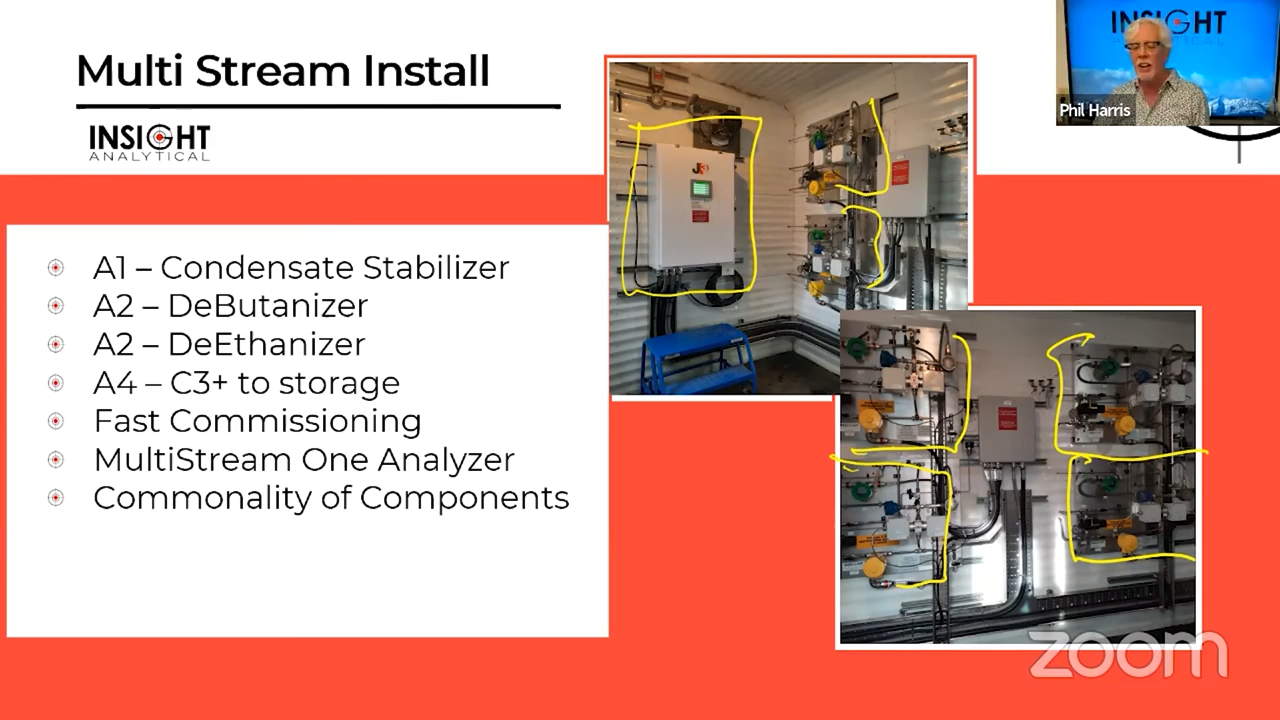 Multi Stream Install
INSIGHT
ANALYTICAL
A1 – Condensate Stabilizer
A2 – DeButanizer
A2 – DeEthanizer
A4 – C3+ to storage
Fast Commissioning
MultiStream One Analyzer
Commonality of Components
INSIGHT
ANALYTICAL
Phil Harris
zoom